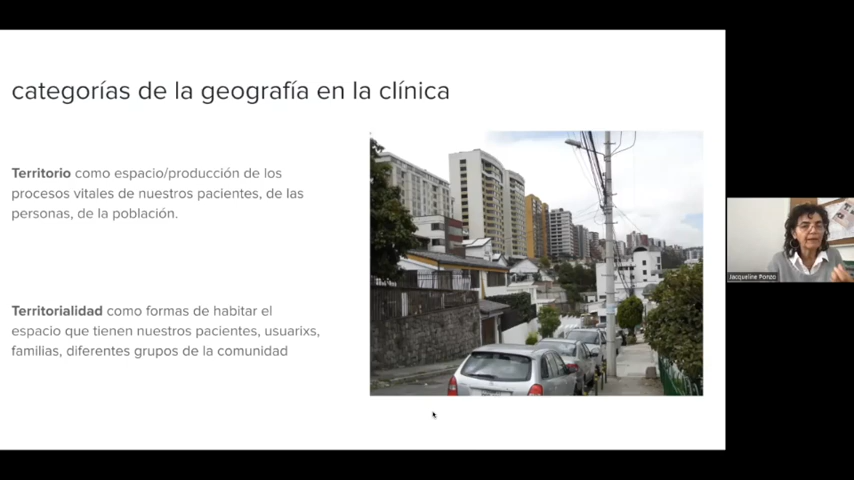 categorías de la geografía en la clínica
Territorio como espacio/producción de los
procesos vitales de nuestros pacientes, de las
personas, de la población.
Territorialidad como formas de habitar el
espacio que tienen nuestros pacientes, usuarixs,
familias, diferentes grupos de la comunidad
Jacqueline Ponzo